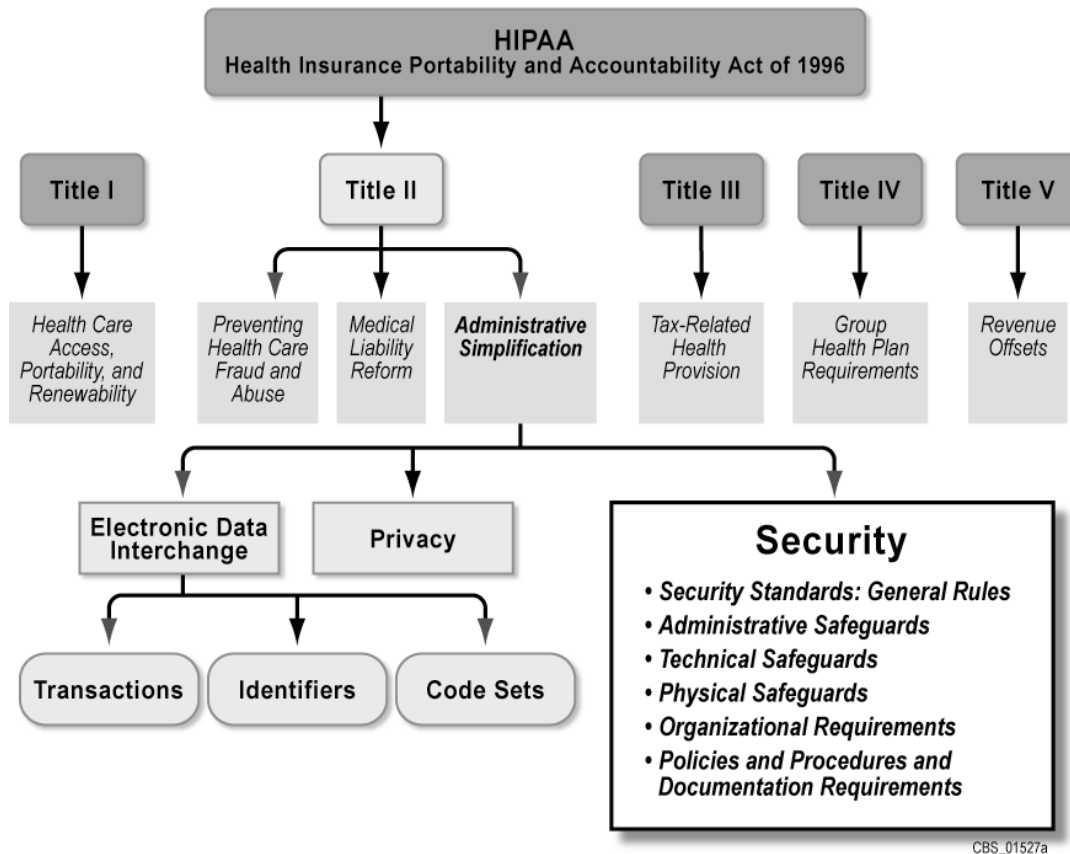 HIPAA
Health Insurance Portability and Accountability Act of 1996
Title I
Title II
Title III
Title IV
Title V
Health Care
Access,
Portability, and
Renewability
Preventing
Health Care
Fraud and
Abuse
Medical
Liability
Reform
Administrative
Simplification
Tax-Related
Health
Provision
Group
Health Plan
Requirements
Revenue
Offsets
Electronic Data
Interchange
Privacy
Security
• Security Standards: General Rules
• Administrative Safeguards
• Technical Safeguards
• Physical Safeguards
• Organizational Requirements
• Policies and Procedures and
Documentation Requirements
Transactions
Identifiers
Code Sets
CBS_01527a